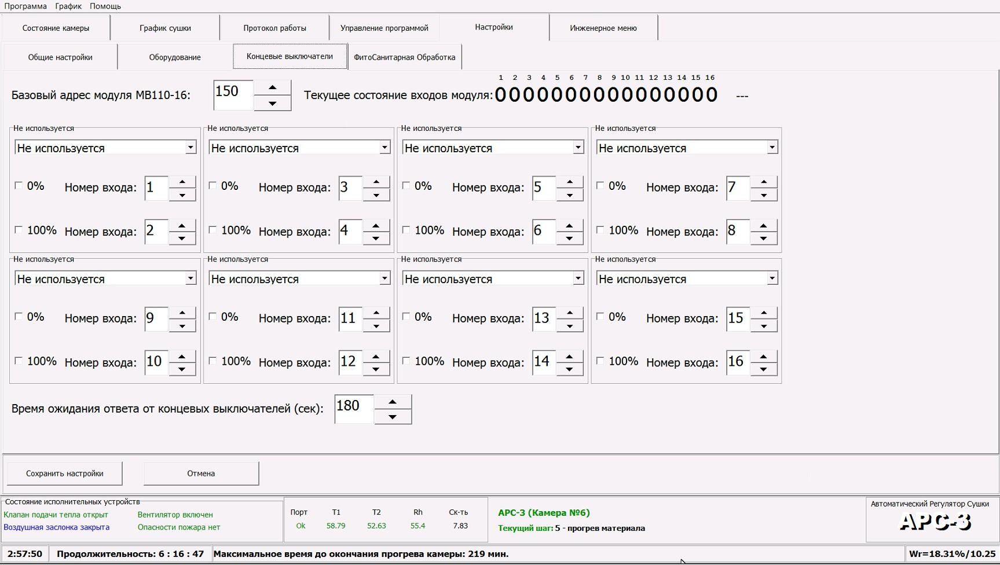 Программа График Помощь
Состояние камеры График сушки Протокол работы Управление программой Настройки Инженерное меню
Общие настройки Оборудование Концевые выключатели ФитоСанитарная Обработка
1 2 3 4 5 6 7 8 9 10 11 12 13 14 15 16
Базовый адрес модуля МВ110-16: 150 Текущее состояние входов модуля: 0000000000000000 ---
Не используется Не используется Не используется Не используется
Не используется Не используется Не используется Не используется
0% Номер входа: 1 0% Номер входа: 3 0% Номер входа: 5 0% Номер входа: 7
100% Номер входа: 2 100% Номер входа: 4 100% Номер входа: 6 100% Номер входа: 8
Не используется Не используется Не используется Не используется
Не используется Не используется Не используется Не используется
0% Номер входа: 9 0% Номер входа: 11 0% Номер входа: 13 0% Номер входа: 15
100% Номер входа: 10 100% Номер входа: 12 100% Номер входа: 14 100% Номер входа: 16
Время ожидания ответа от концевых выключателей (сек): 180
Сохранить настройки Отмена
Состояние исполнительных устройств
Клапан подачи тепла открыт Вентилятор включен
Воздушная заслонка закрыта Опасности пожара нет
Порт T1 T2 Rh Ск-ть
Ok 58.79 52.63 55.4 7.83
АРС-3 (Камера №6)
Текущий шаг: 5 - прогрев материала
Автоматический Регулятор Сушки
АРС-3
2:57:50 Продолжительность: 6 : 16 : 47 Максимальное время до окончания прогрева камеры: 219 мин. Wr=18.31%/10.25